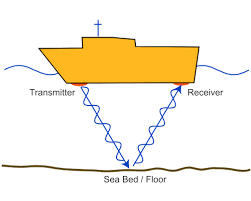 Transmitter
Receiver
Sea Bed / Floor